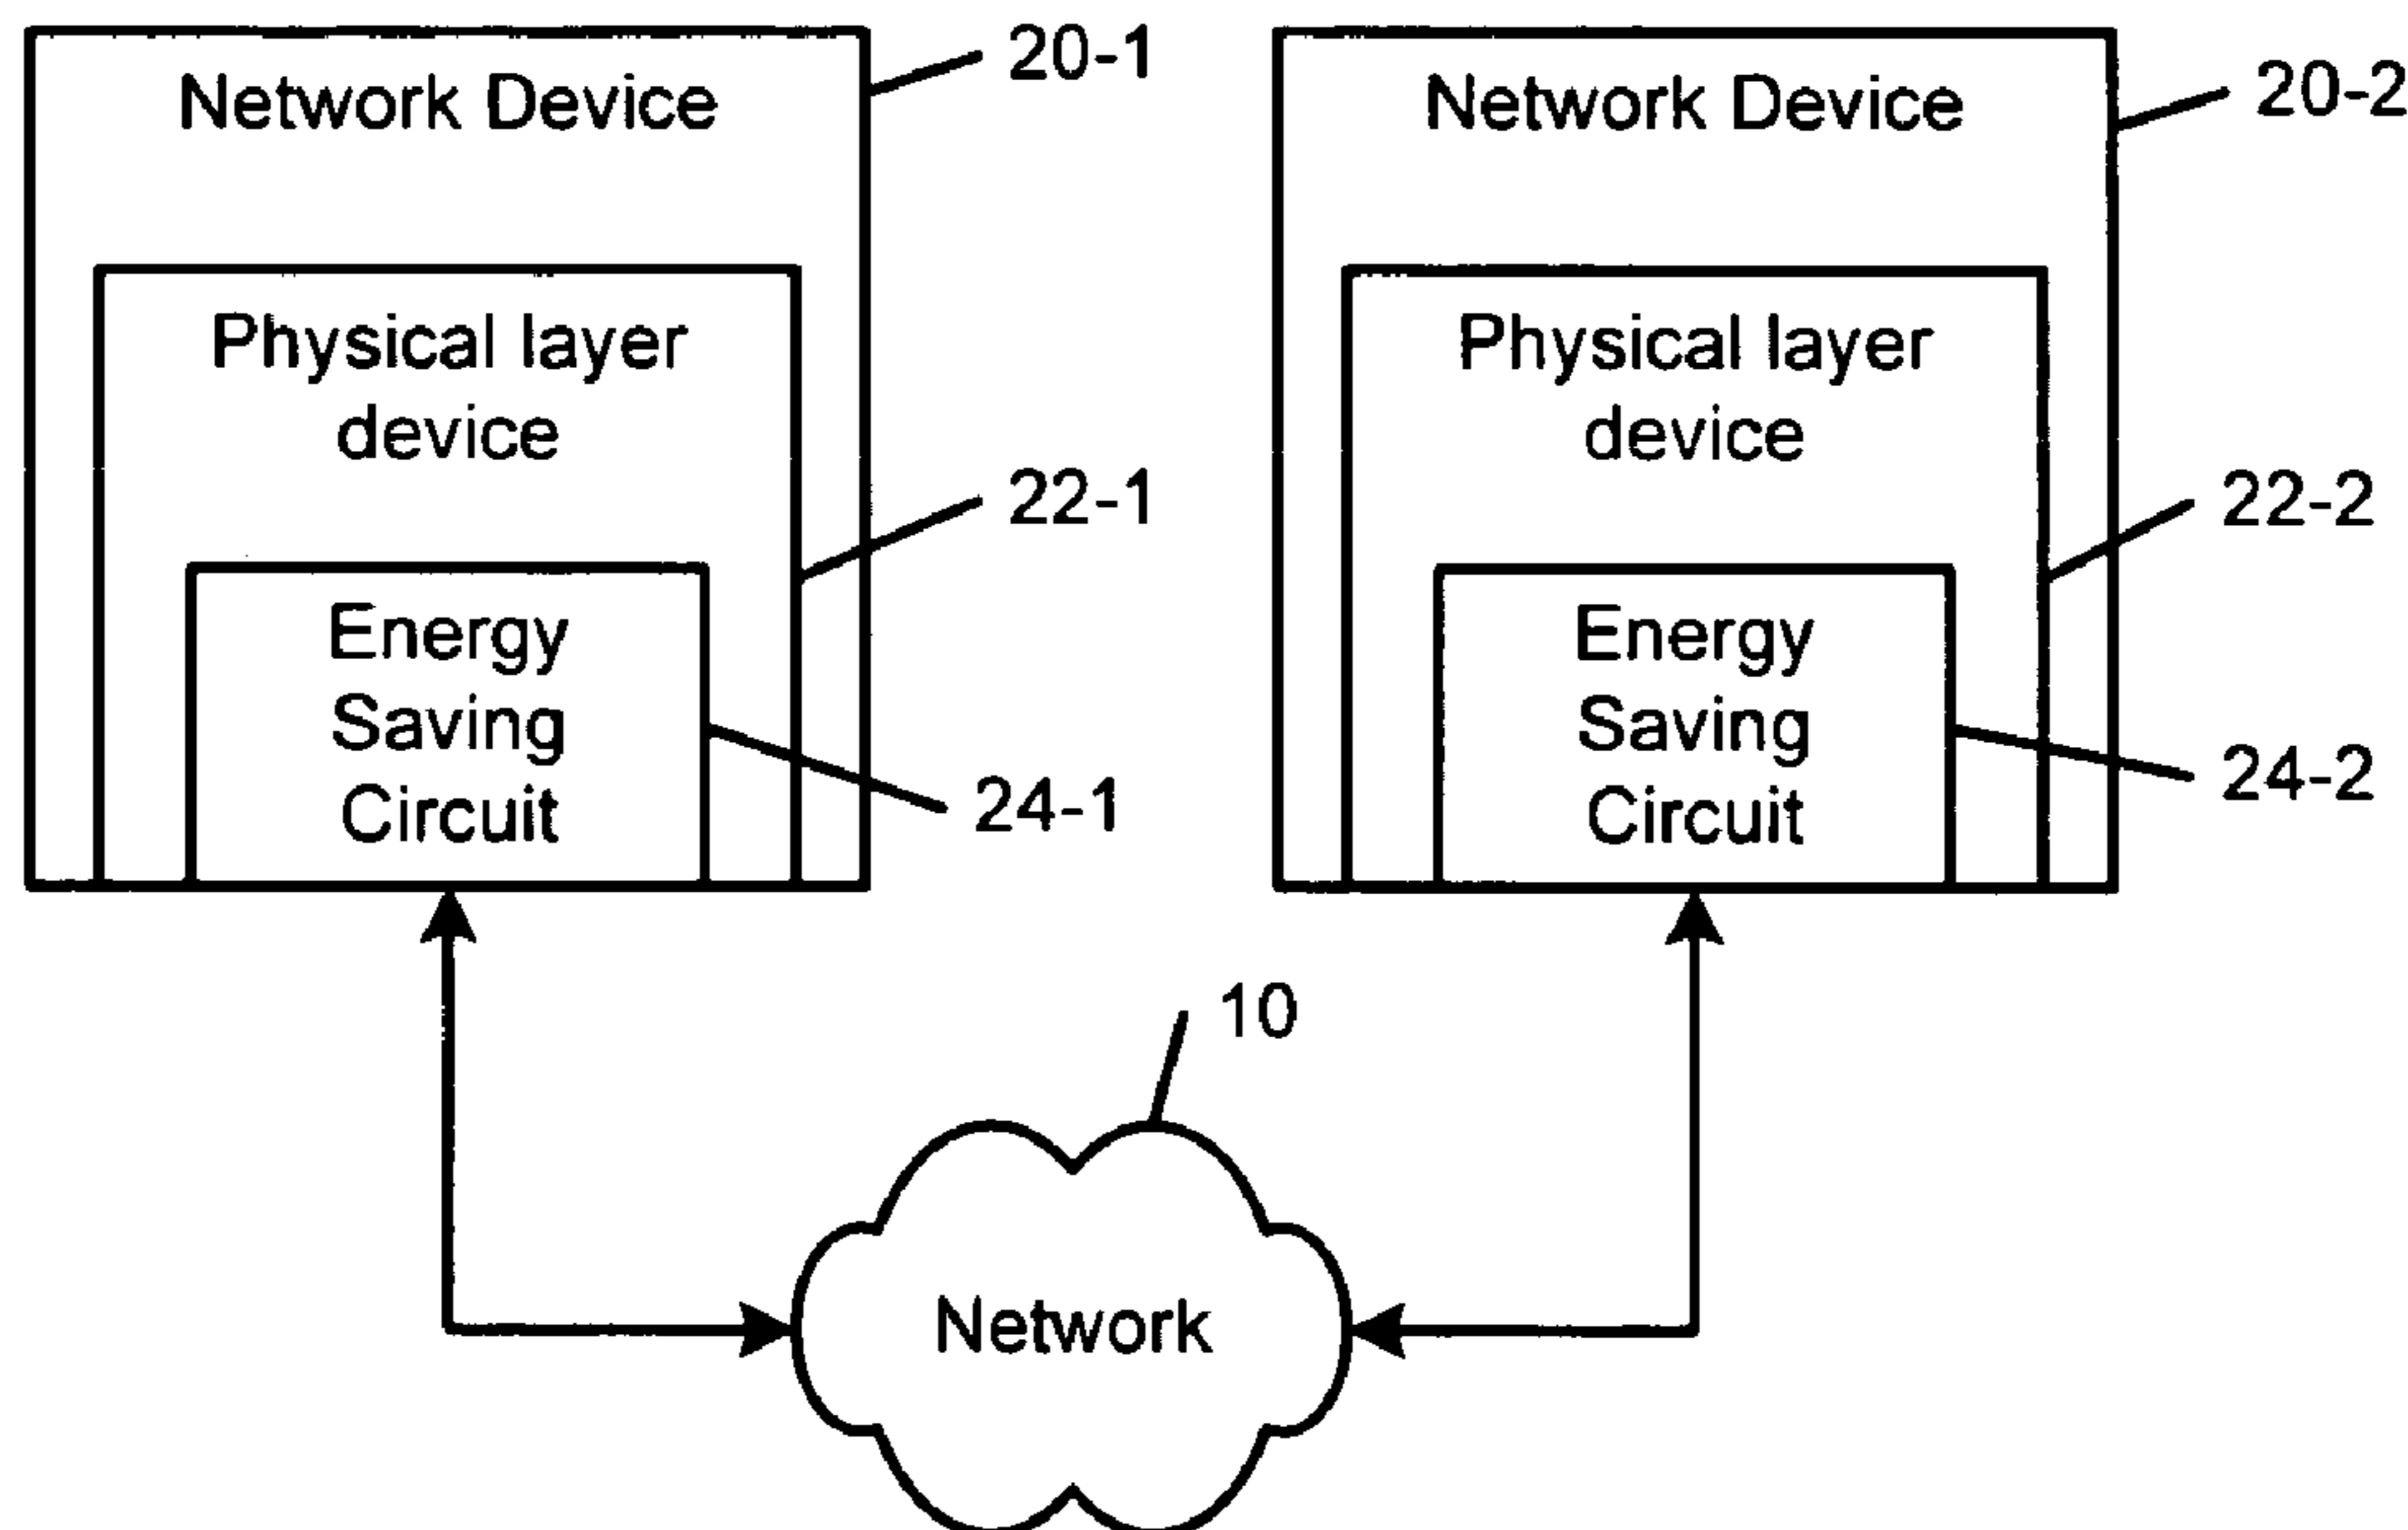 Network Device
20-1
Physical layer
device
22-1
Energy
Saving
Circuit
24-1
Network Device
20-2
Physical layer
device
22-2
Energy
Saving
Circuit
24-2
10
Network